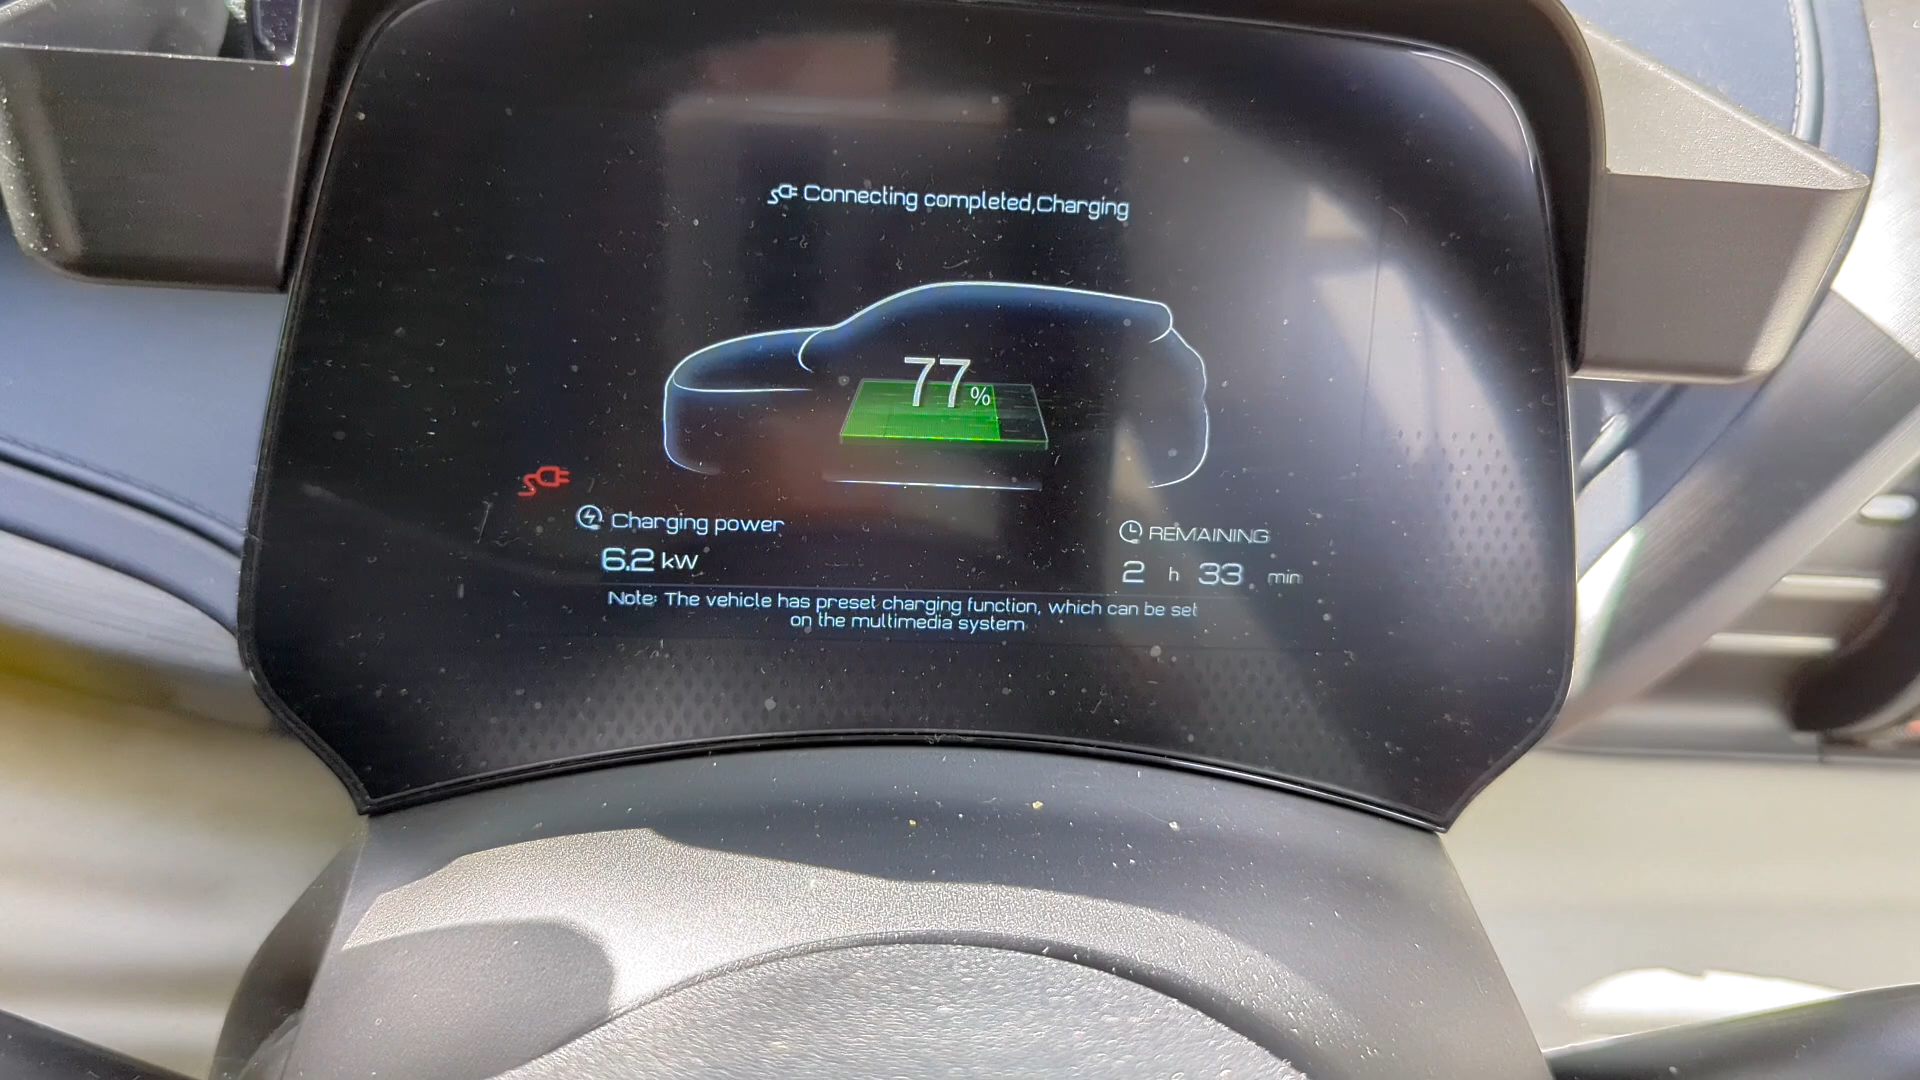 Connecting completed,Charging
77%
Charging power
6.2 kW
REMAINING
2 h 33 min
Note: The vehicle has preset charging function, which can be set
on the multimedia system